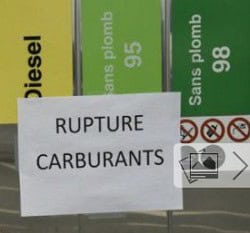 Diesel
Sans plomb
95
Sans plomb
98
RUPTURE
CARBURANTS